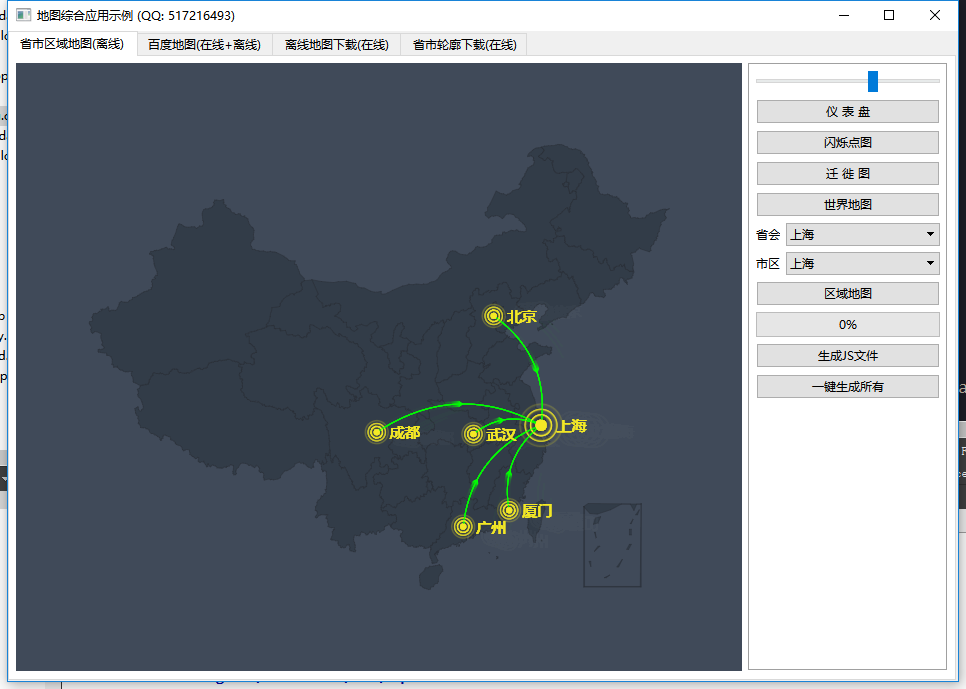 地图综合应用示例 (QQ: 517216493)
省市区域地图(离线) 百度地图(在线+离线) 离线地图下载(在线) 省市轮廓下载(在线)
仪 表 盘
闪烁点图
迁 徙 图
世界地图
省会 上海
市区 上海
区域地图
0%
生成JS文件
一键生成所有
北京
成都
武汉
上海
厦门
广州